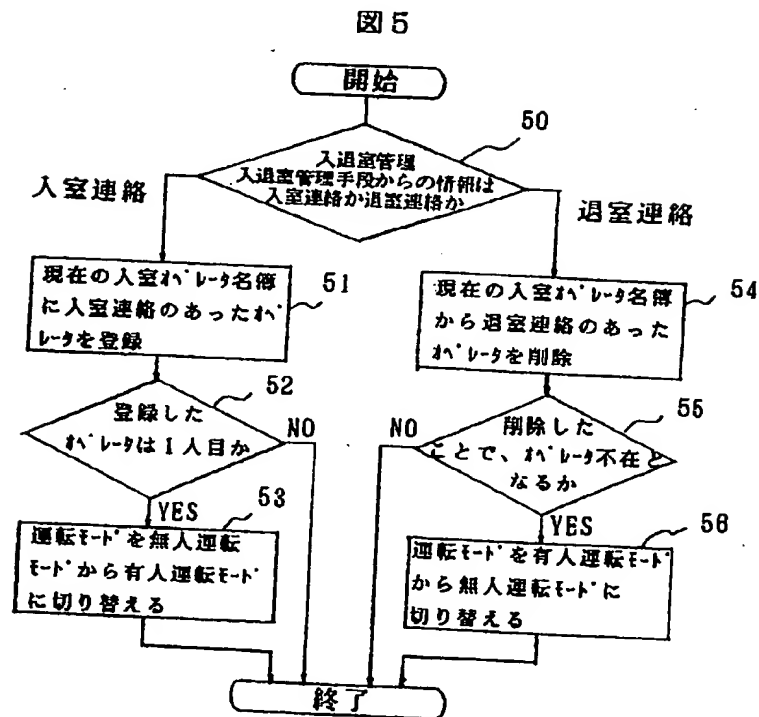 図5
開始
50
入退室管理
入退室管理手段からの情報は
入室連絡か退室連絡か
入室連絡
退室連絡
現在の入室ｵﾍﾟﾚｰﾀ名簿
に入室連絡のあったｵﾍﾟ
ﾚｰﾀを登録
51
現在の入室ｵﾍﾟﾚｰﾀ名簿
から退室連絡のあった
ｵﾍﾟﾚｰﾀを削除
54
登録した
ｵﾍﾟﾚｰﾀは1人目か
52
NO
削除した
ことで、ｵﾍﾟﾚｰﾀ不在と
なるか
55
NO
YES
53
YES
56
運転ﾓｰﾄﾞを無人運転
ﾓｰﾄﾞから有人運転ﾓｰﾄﾞ
に切り替える
運転ﾓｰﾄﾞを有人運転ﾓｰﾄﾞ
から無人運転ﾓｰﾄﾞに
切り替える
終了